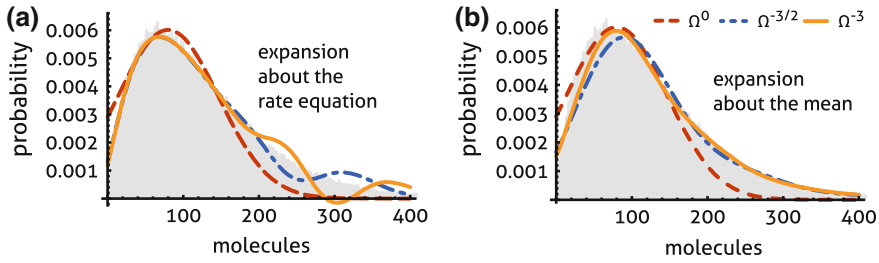 (a)
probability
0.006
0.005
0.004
0.003
0.002
0.001
expansion
about the
rate equation
100
200
300
400
molecules
(b)
probability
0.006
0.005
0.004
0.003
0.002
0.001
Ω⁰ Ω⁻³/² Ω⁻³
expansion
about the mean
100
200
300
400
molecules